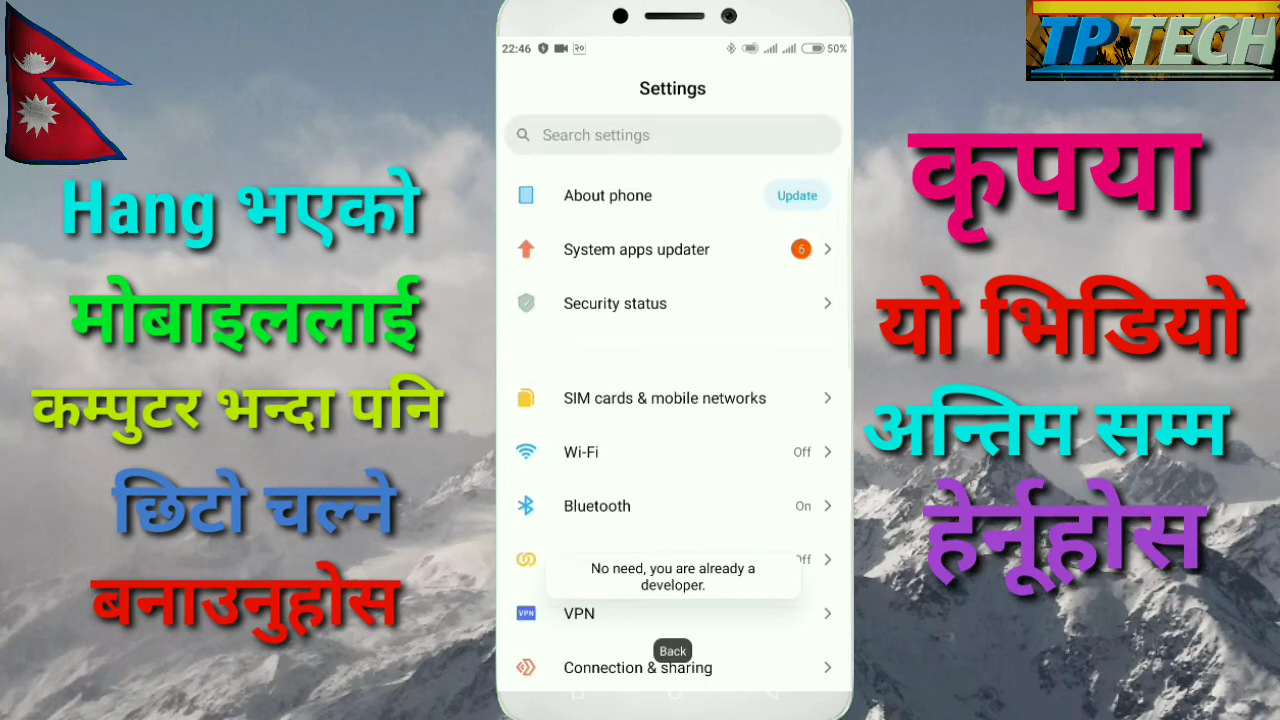 TP TECH
Hang भएको
मोबाइललाई
कम्पुटर भन्दा पनि
छिटो चल्ने
बनाउनुहोस
22:46
50%
Settings
Search settings
About phone
Update
System apps updater
6
Security status
SIM cards & mobile networks
Wi-Fi
Off
Bluetooth
On
No need, you are already a
developer.
VPN
VPN
Back
Connection & sharing
कृपया
यो भिडियो
अन्तिम सम्म
हेर्नूहोस